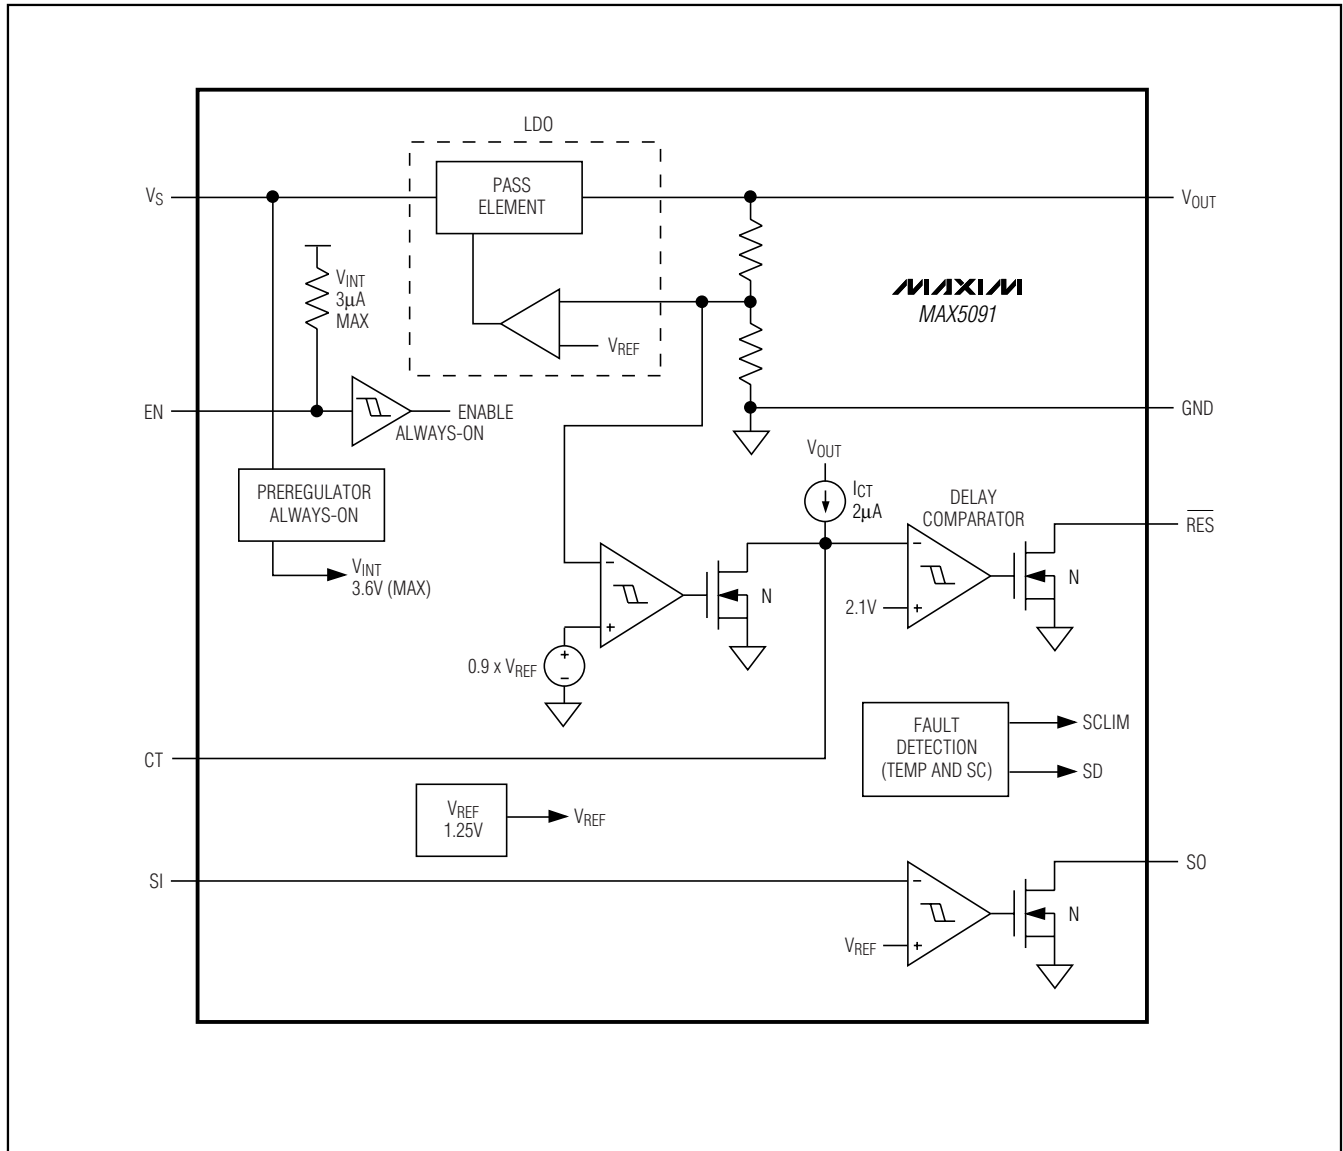 LDO
VS
PASS
ELEMENT
VOUT
VINT
3µA
MAX
VREF
MAXIM
MAX5091
EN
ENABLE
ALWAYS-ON
GND
PREREGULATOR
ALWAYS-ON
VINT
3.6V (MAX)
VOUT
ICT
2µA
DELAY
COMPARATOR
RES
−
+
N
−
2.1V
+
N
0.9 x VREF
+
−
CT
FAULT
DETECTION
(TEMP AND SC)
SCLIM
SD
VREF
1.25V
VREF
SI
SO
−
VREF
+
N